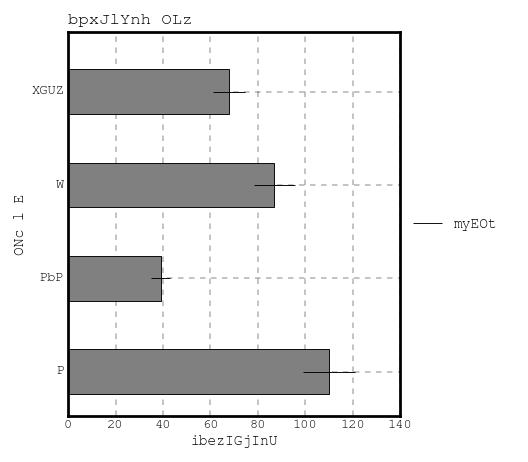 bpxJlYnh OLz
XGUZ
W
PbP
P
ONc l E
0 20 40 60 80 100 120 140
ibezIGjInU
myEOt